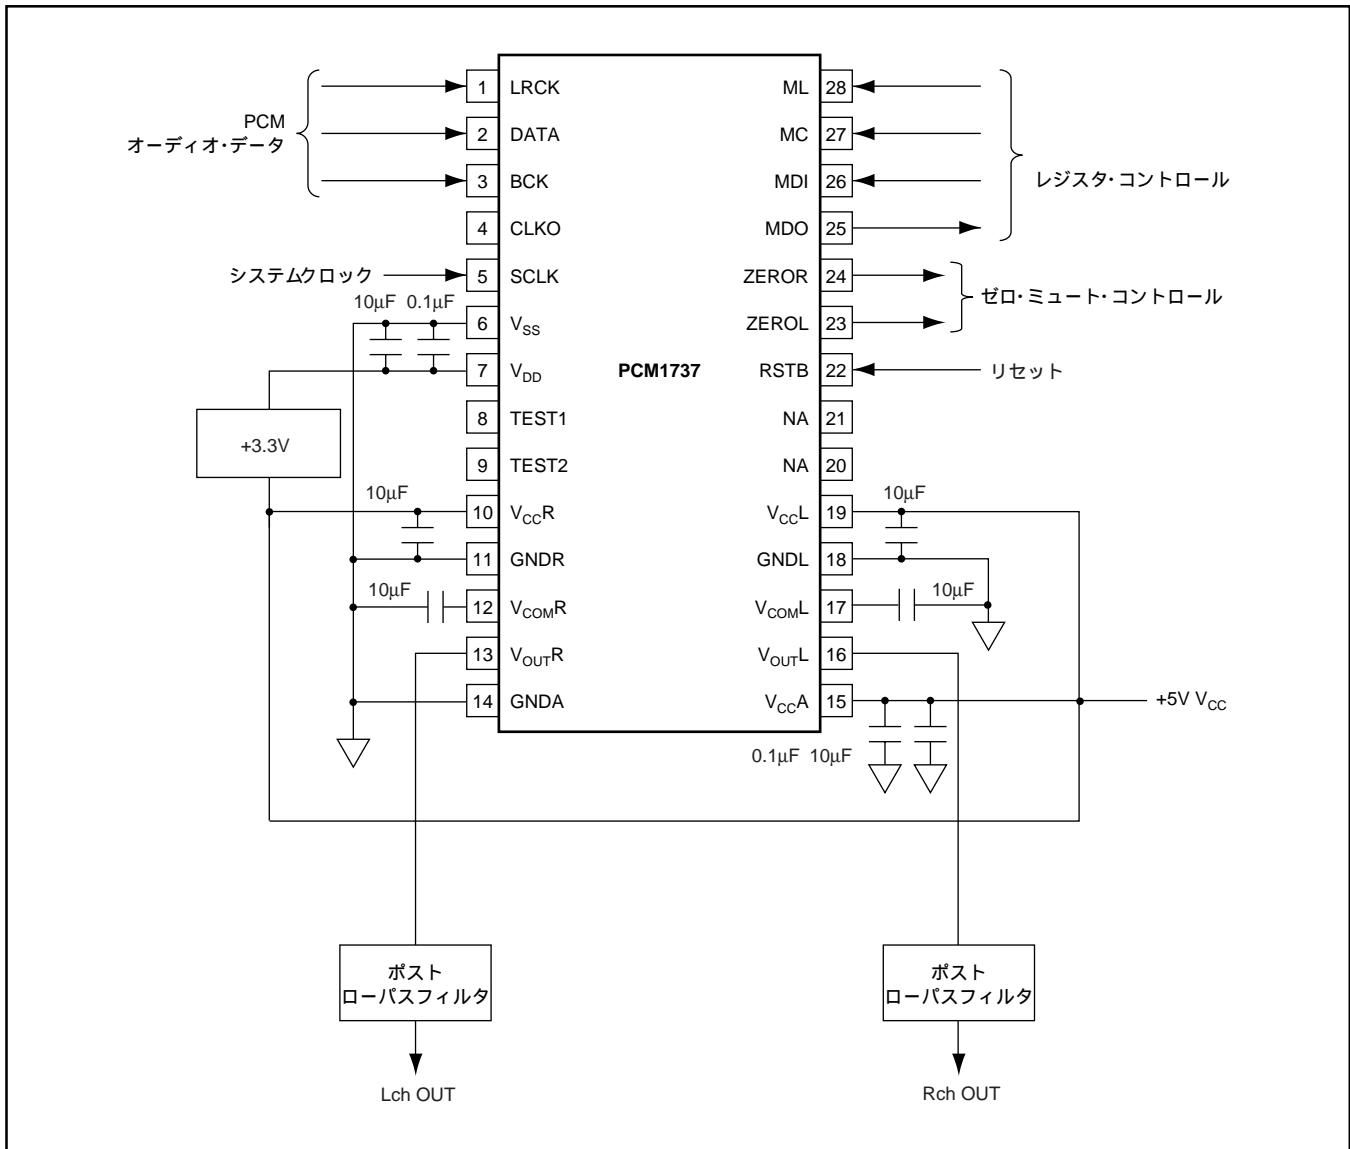 PCM
オーディオ・データ
1 LRCK
2 DATA
3 BCK
4 CLKO
システムクロック
5 SCLK
10μF 0.1μF
6 VSS
7 VDD
+3.3V
8 TEST1
9 TEST2
10μF
10 VCCR
11 GNDR
10μF
12 VCOMR
13 VOUTR
14 GNDA
PCM1737
ML 28
MC 27
MDI 26
MDO 25
レジスタ・コントロール
ZEROR 24
ZEROL 23
ゼロ・ミュート・コントロール
RSTB 22
リセット
NA 21
NA 20
10μF
VCCL 19
GNDL 18
10μF
VCOML 17
VOUTL 16
VCCA 15
+5V VCC
0.1μF 10μF
ポスト
ローパスフィルタ
Lch OUT
ポスト
ローパスフィルタ
Rch OUT